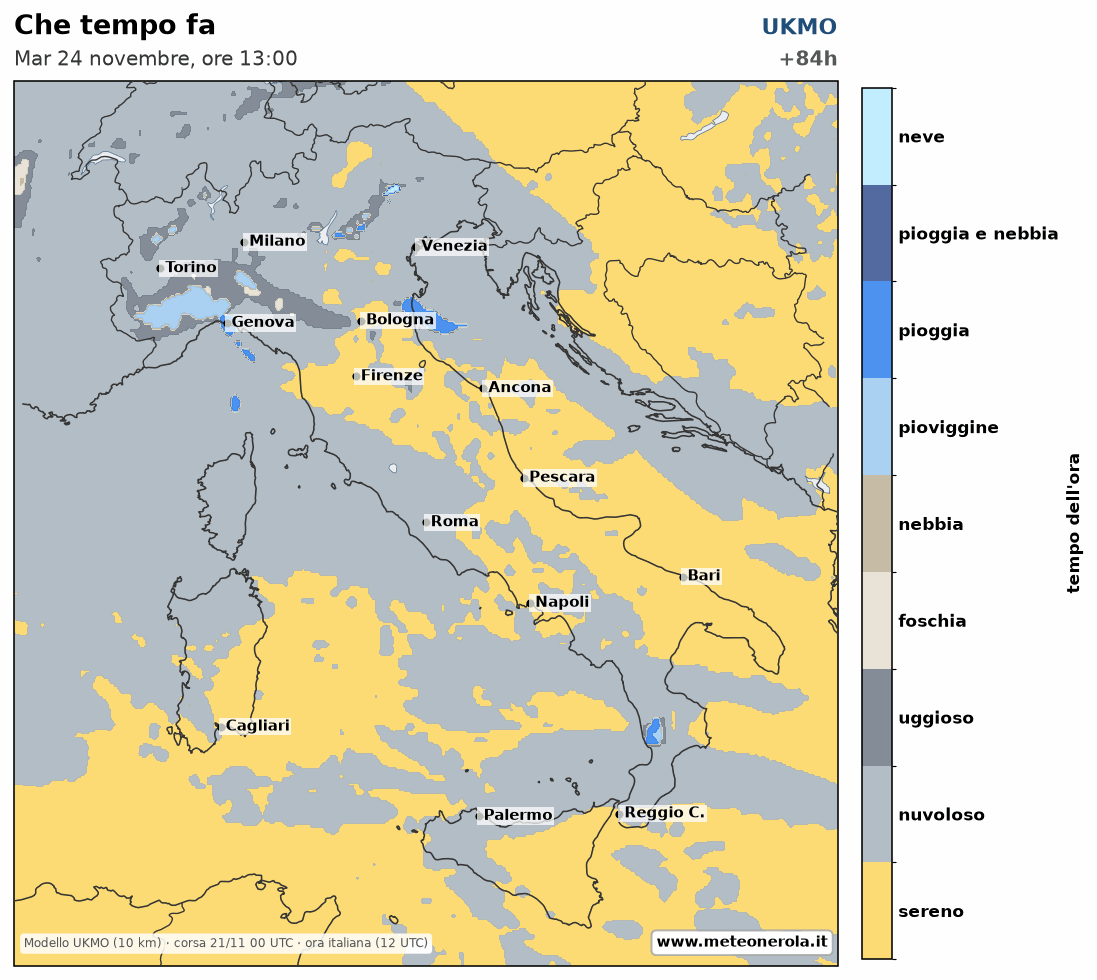 Che tempo fa
UKMO
Mar 24 novembre, ore 13:00
+84h
neve
pioggia e nebbia
pioggia
pioviggine
nebbia
foschia
uggioso
nuvoloso
sereno
tempo dell'ora
Milano
Venezia
Torino
Genova
Bologna
Firenze
Ancona
Pescara
Roma
Bari
Napoli
Cagliari
Palermo
Reggio C.
Modello UKMO (10 km) · corsa 21/11 00 UTC · ora italiana (12 UTC)
www.meteonerola.it